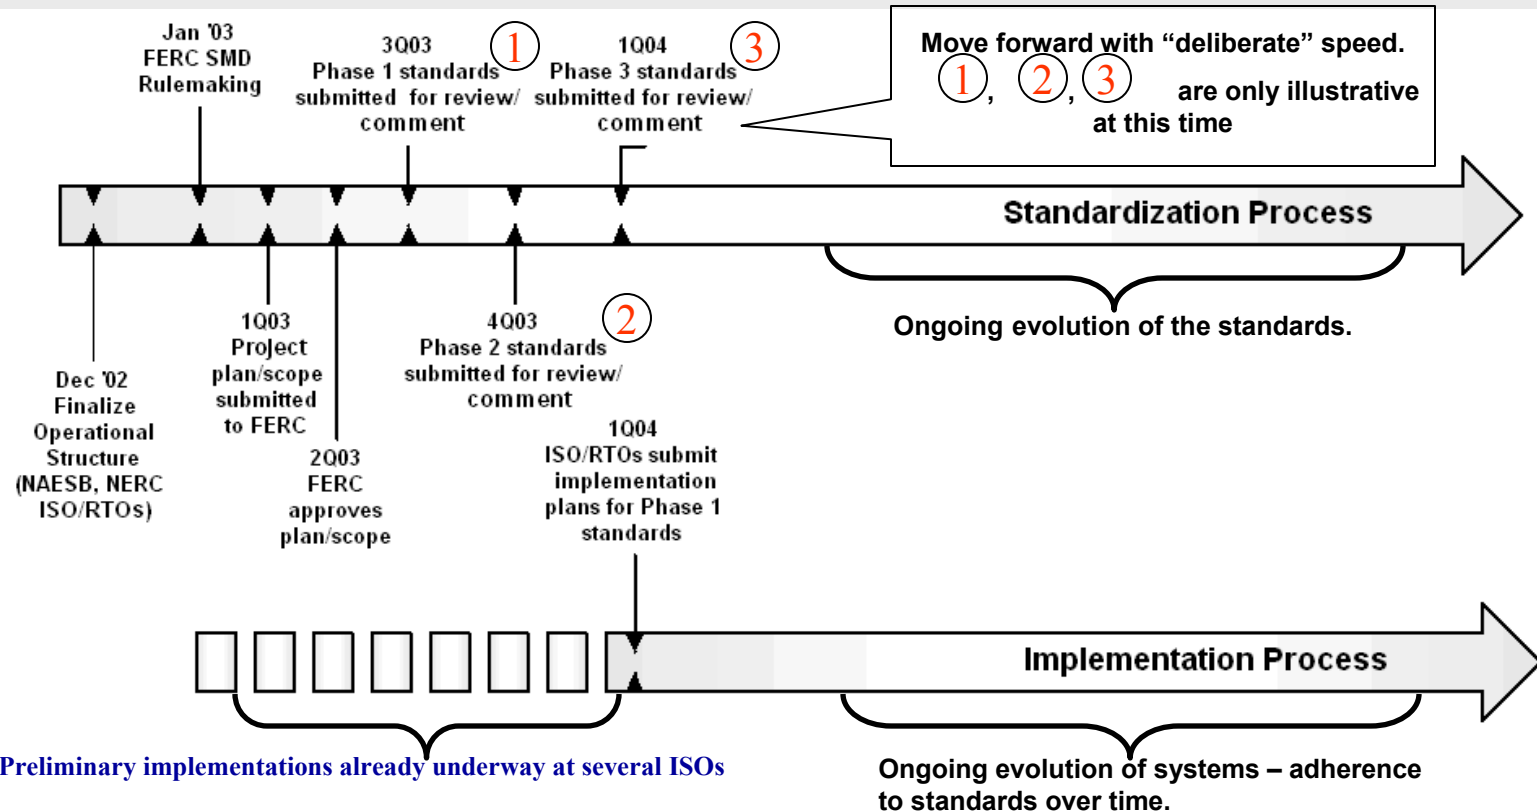 Jan '03
FERC SMD
Rulemaking
3Q03
Phase 1 standards
submitted for review/
comment
1
1Q04
Phase 3 standards
submitted for review/
comment
3
Move forward with “deliberate” speed.
1, 2, 3 are only illustrative
at this time
Standardization Process
Dec '02
Finalize
Operational
Structure
(NAESB, NERC
ISO/RTOs)
1Q03
Project
plan/scope
submitted
to FERC
2Q03
FERC
approves
plan/scope
4Q03
Phase 2 standards
submitted for review/
comment
2
Ongoing evolution of the standards.
1Q04
ISO/RTOs submit
implementation
plans for Phase 1
standards
Implementation Process
Preliminary implementations already underway at several ISOs
Ongoing evolution of systems – adherence
to standards over time.